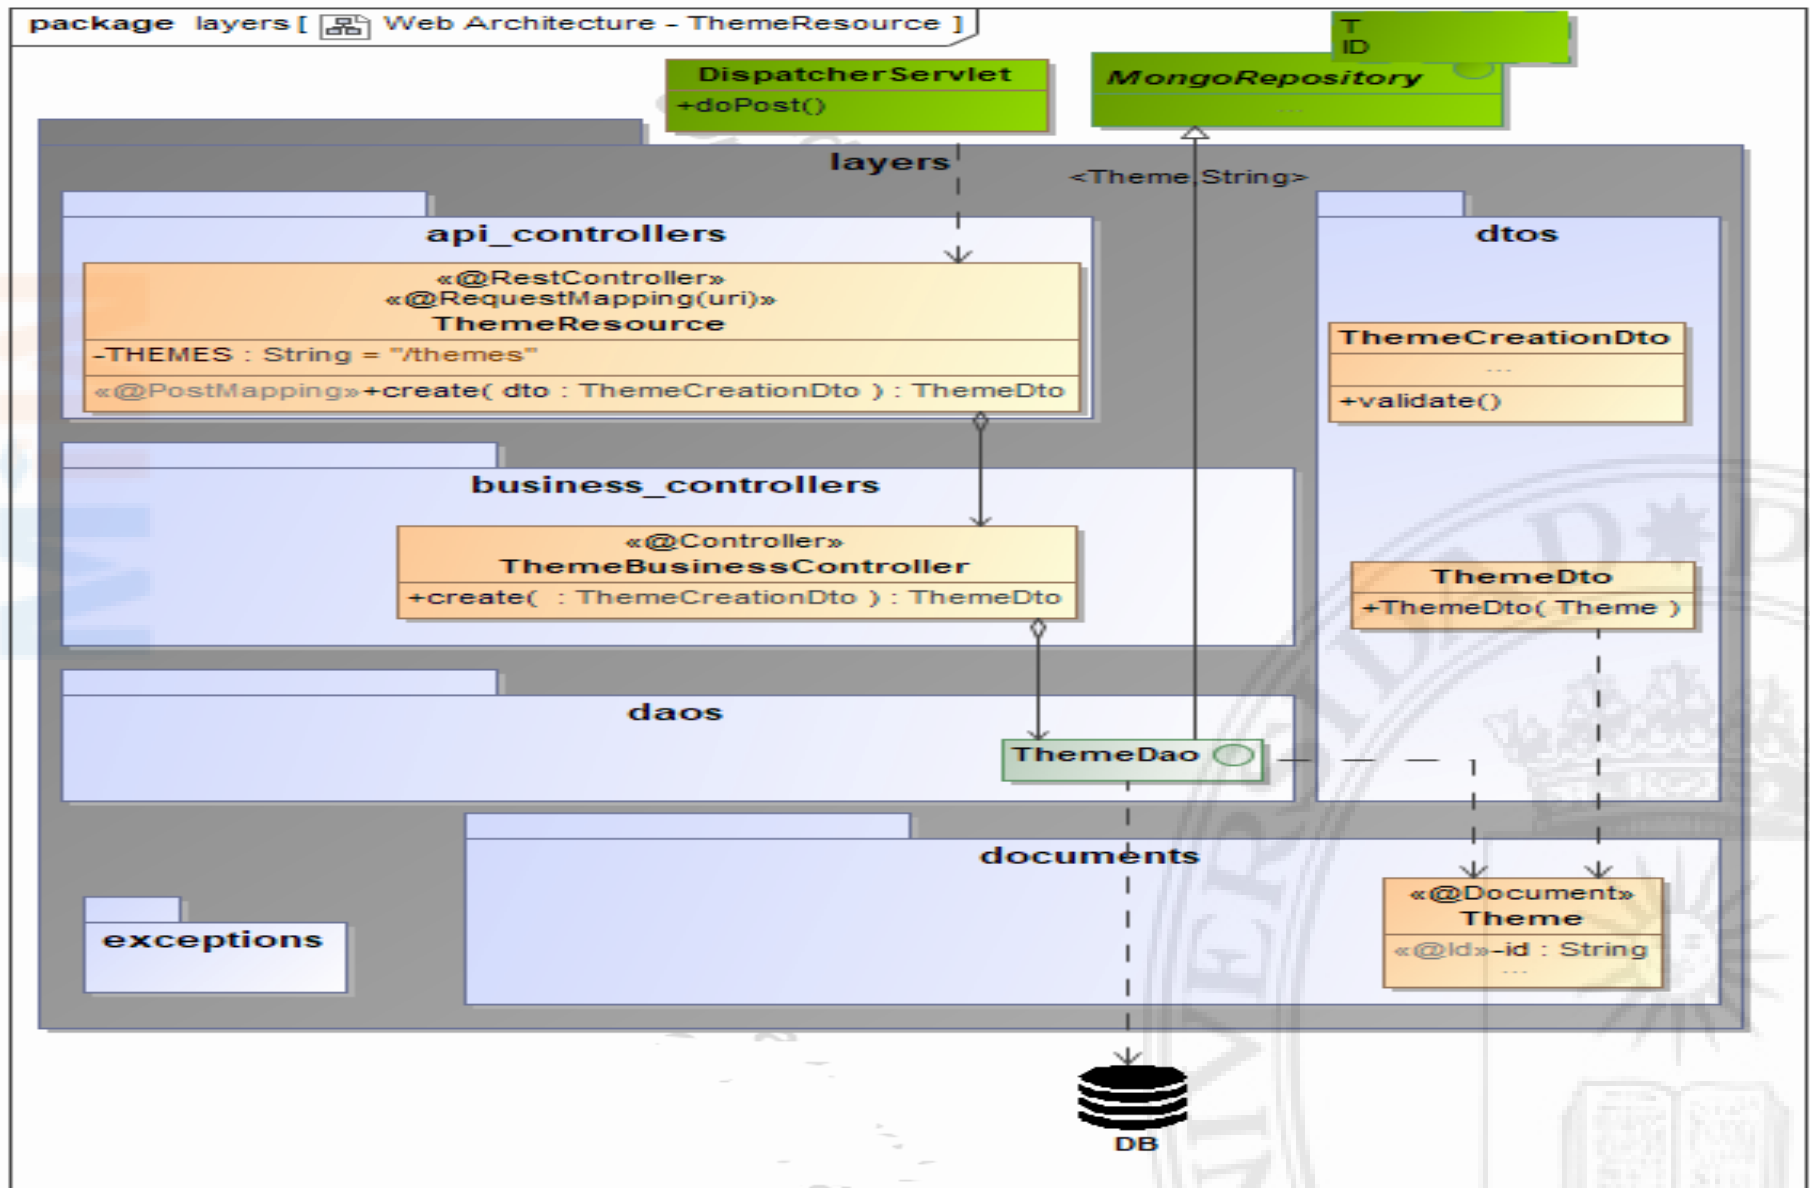 package layers [ Web Architecture - ThemeResource ]
T
ID
DispatcherServlet
+doPost()
MongoRepository
...
layers
<Theme,String>
api_controllers
«@RestController»
«@RequestMapping(uri)»
ThemeResource
-THEMES : String = "'/themes'"
«@PostMapping»+create( dto : ThemeCreationDto ) : ThemeDto
dtos
ThemeCreationDto
...
+validate()
business_controllers
«@Controller»
ThemeBusinessController
+create(  : ThemeCreationDto ) : ThemeDto
ThemeDto
+ThemeDto( Theme )
daos
ThemeDao
documents
«@Document»
Theme
«@Id»-id : String
...
exceptions
DB